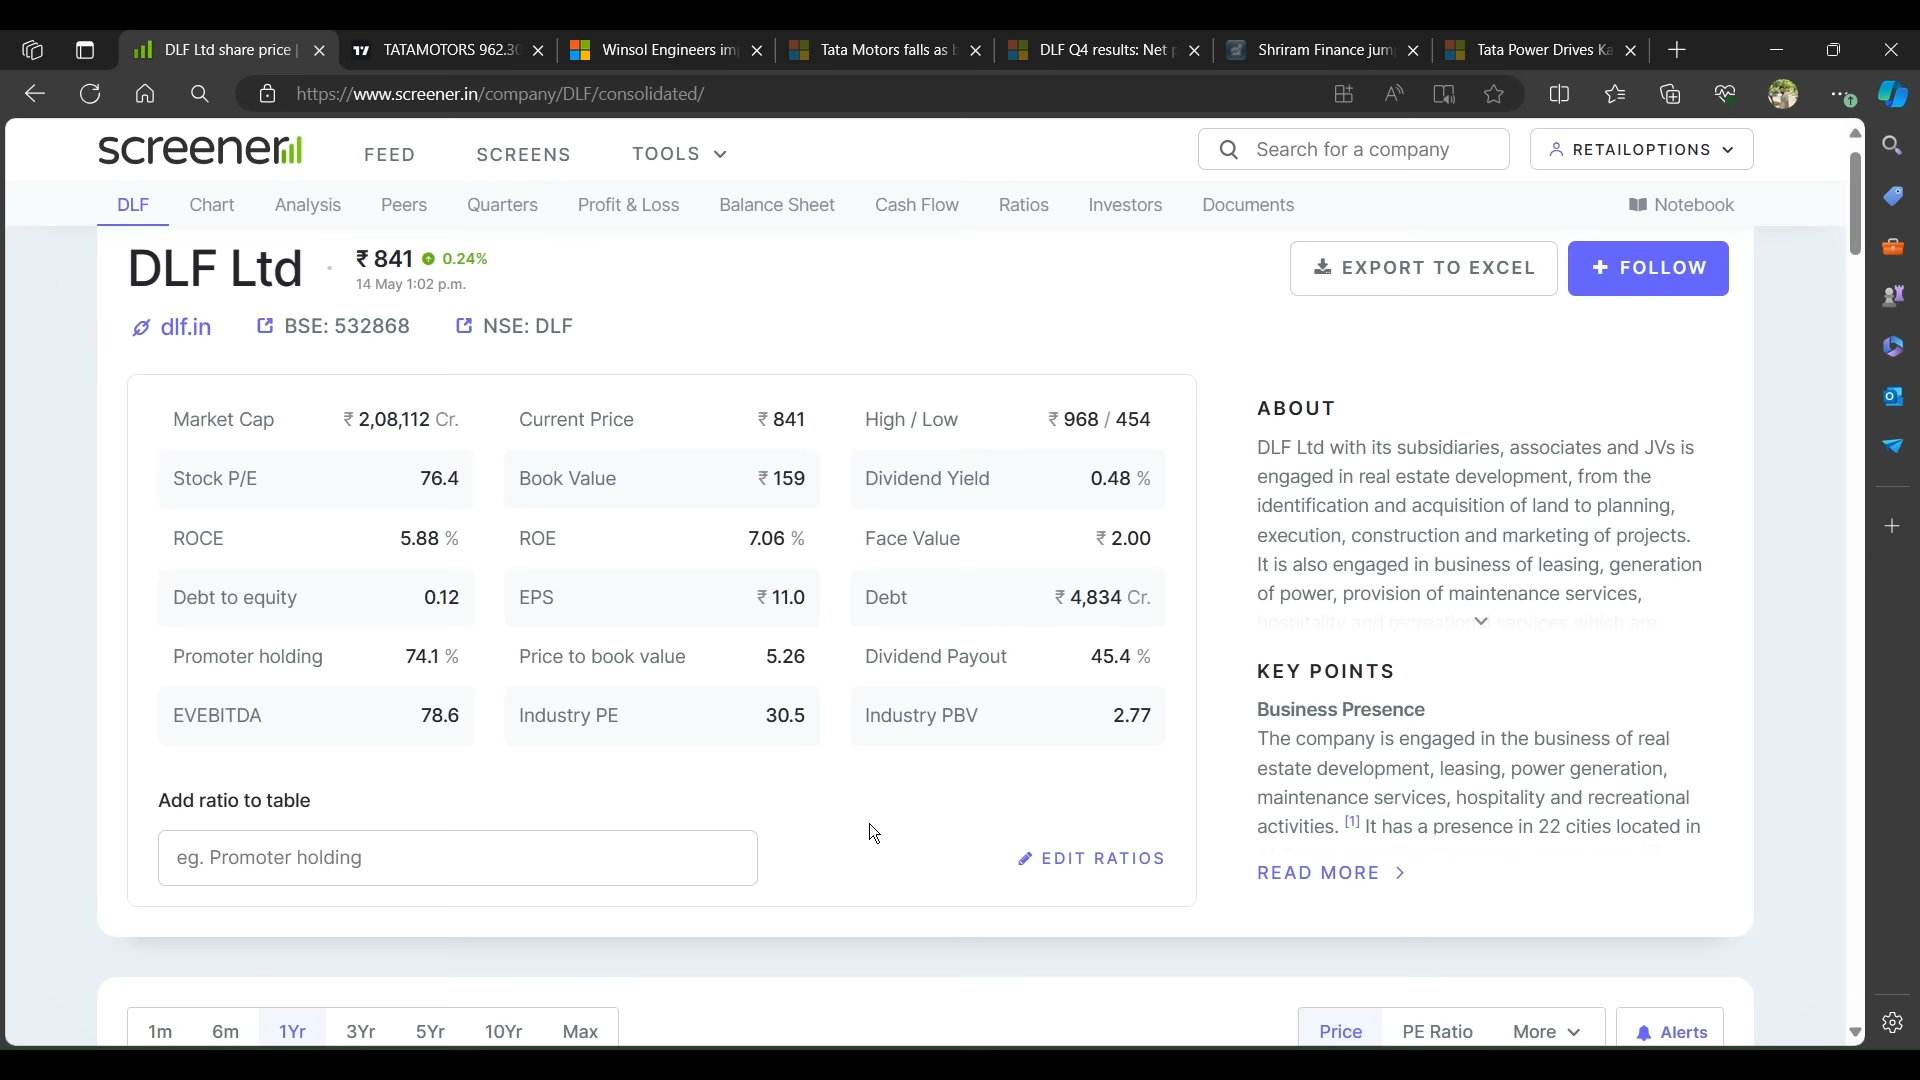 DLF Ltd share price |
TATAMOTORS 962.30
Winsol Engineers im
Tata Motors falls as b
DLF Q4 results: Net p
Shriram Finance jum
Tata Power Drives Ka
https://www.screener.in/company/DLF/consolidated/
screener
FEED
SCREENS
TOOLS
Search for a company
RETAILOPTIONS
DLF
Chart
Analysis
Peers
Quarters
Profit & Loss
Balance Sheet
Cash Flow
Ratios
Investors
Documents
Notebook
DLF Ltd
₹ 841 0.24%
14 May 1:02 p.m.
EXPORT TO EXCEL
FOLLOW
dlf.in
BSE: 532868
NSE: DLF
Market Cap ₹ 2,08,112 Cr.
Current Price ₹ 841
High / Low ₹ 968 / 454
Stock P/E 76.4
Book Value ₹ 159
Dividend Yield 0.48 %
ROCE 5.88 %
ROE 7.06 %
Face Value ₹ 2.00
Debt to equity 0.12
EPS ₹ 11.0
Debt ₹ 4,834 Cr.
Promoter holding 74.1 %
Price to book value 5.26
Dividend Payout 45.4 %
EVEBITDA 78.6
Industry PE 30.5
Industry PBV 2.77
Add ratio to table
eg. Promoter holding
EDIT RATIOS
ABOUT
DLF Ltd with its subsidiaries, associates and JVs is
engaged in real estate development, from the
identification and acquisition of land to planning,
execution, construction and marketing of projects.
It is also engaged in business of leasing, generation
of power, provision of maintenance services,
hospitality and recreational services which are
KEY POINTS
Business Presence
The company is engaged in the business of real
estate development, leasing, power generation,
maintenance services, hospitality and recreational
activities. [1] It has a presence in 22 cities located in
READ MORE
1m
6m
1Yr
3Yr
5Yr
10Yr
Max
Price
PE Ratio
More
Alerts